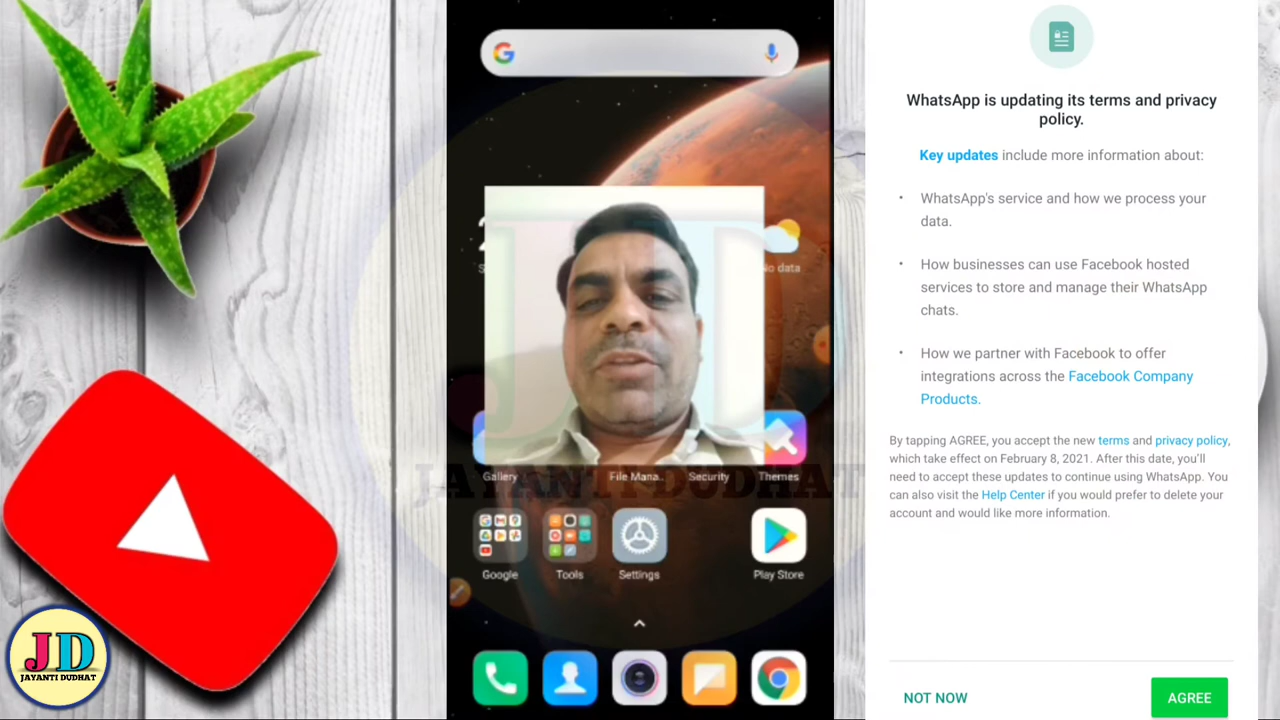 JD
JAYANTI DUDHAT
No data
Gallery
File Mana..
Security
Themes
JAYANTI DUDHAT
Google
Tools
Settings
Play Store
WhatsApp is updating its terms and privacy
policy.
Key updates include more information about:
• WhatsApp's service and how we process your
data.
• How businesses can use Facebook hosted
services to store and manage their WhatsApp
chats.
• How we partner with Facebook to offer
integrations across the Facebook Company
Products.
By tapping AGREE, you accept the new terms and privacy policy,
which take effect on February 8, 2021. After this date, you'll
need to accept these updates to continue using WhatsApp. You
can also visit the Help Center if you would prefer to delete your
account and would like more information.
NOT NOW
AGREE